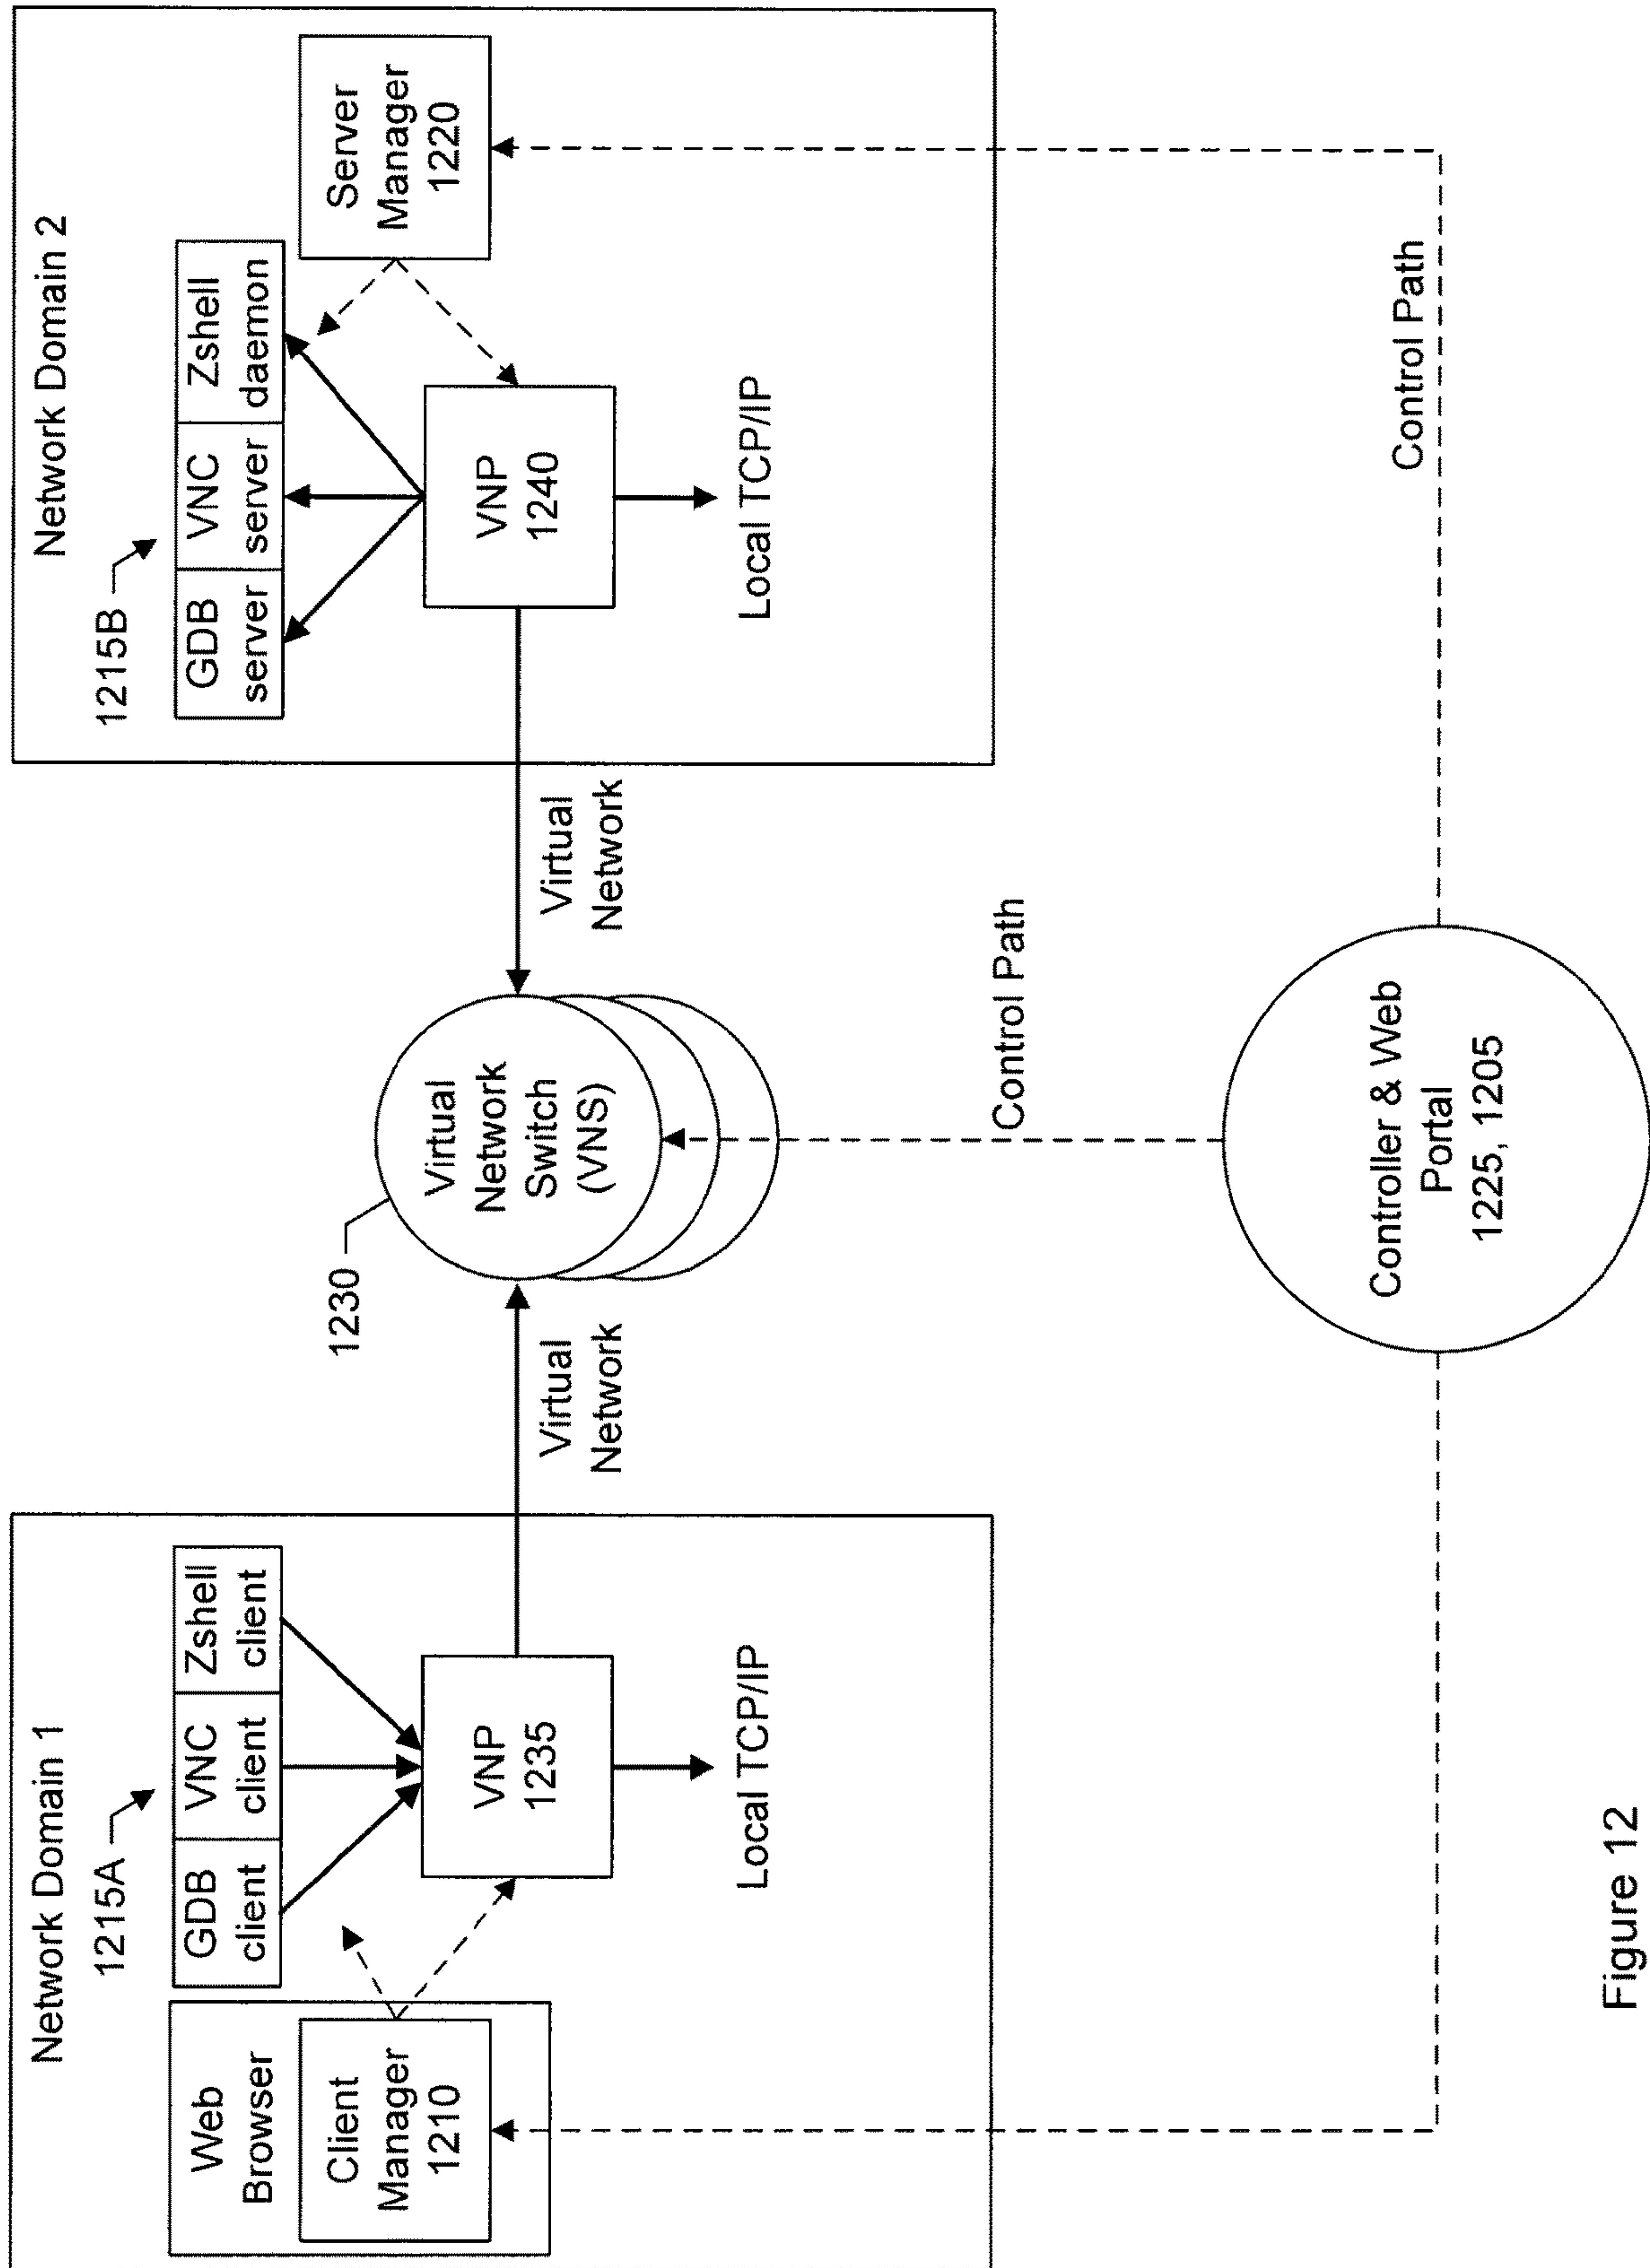 Network Domain 1
1215A
Web
Browser
Client
Manager
1210
GDB
client
VNC
client
Zshell
client
VNP
1235
Local TCP/IP
Virtual
Network
1230
Virtual
Network
Switch
(VNS)
Virtual
Network
Network Domain 2
1215B
GDB
server
VNC
server
Zshell
daemon
Server
Manager
1220
VNP
1240
Local TCP/IP
Control Path
Control Path
Controller & Web
Portal
1225, 1205
Figure 12